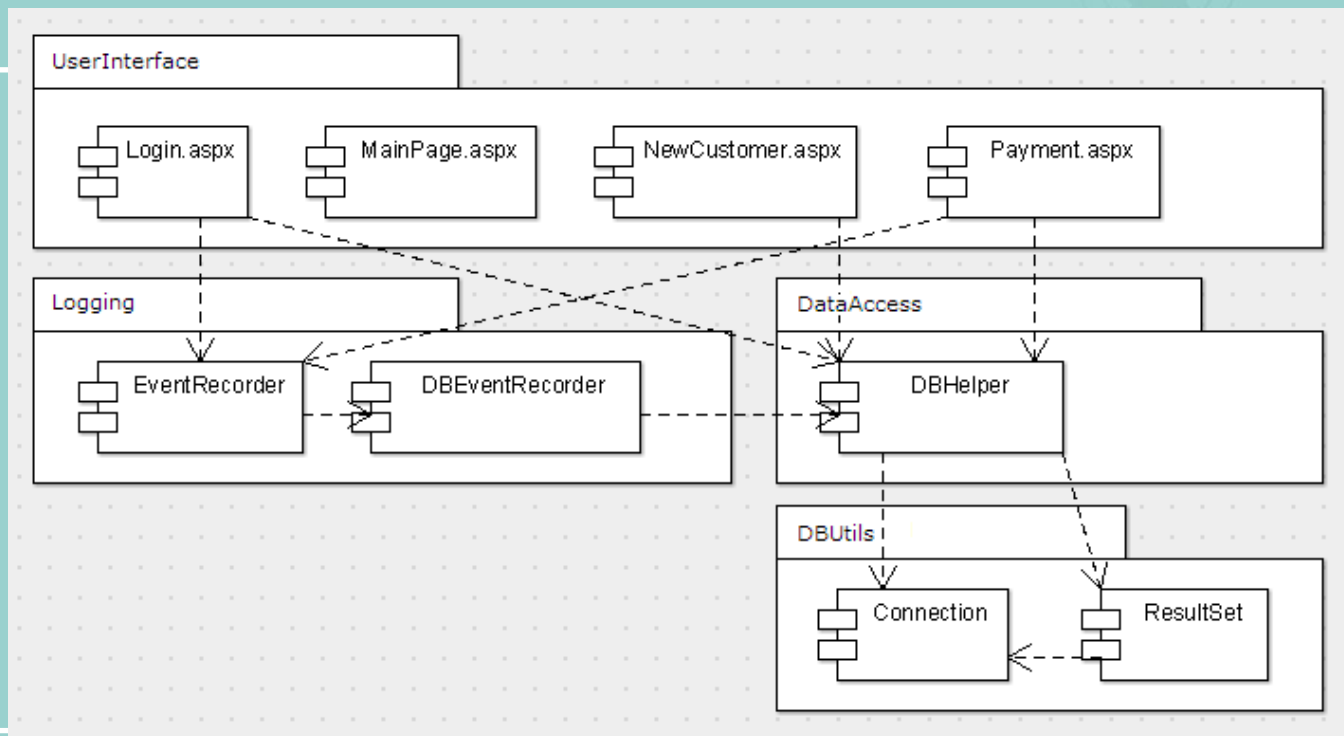 UserInterface
Login.aspx
MainPage.aspx
NewCustomer.aspx
Payment.aspx
Logging
DataAccess
EventRecorder
DBEventRecorder
DBHelper
DBUtils
Connection
ResultSet